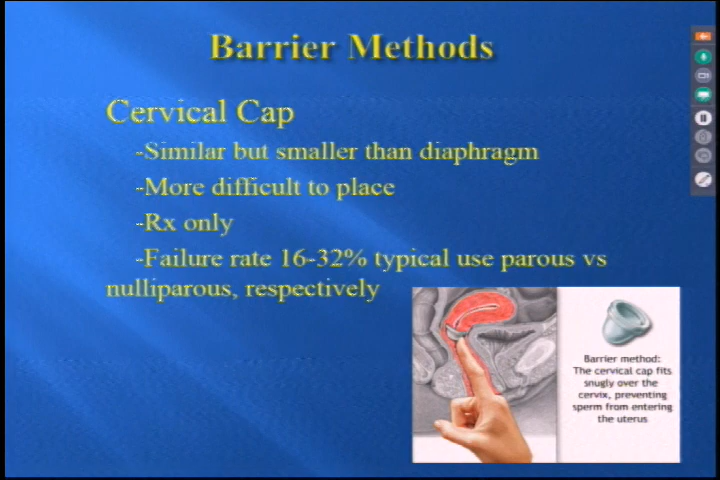 Barrier Methods
Cervical Cap
-Similar but smaller than diaphragm
-More difficult to place
-Rx only
-Failure rate 16-32% typical use parous vs
nulliparous, respectively
Barrier method:
The cervical cap fits
snugly over the
cervix, preventing
sperm from entering
the uterus